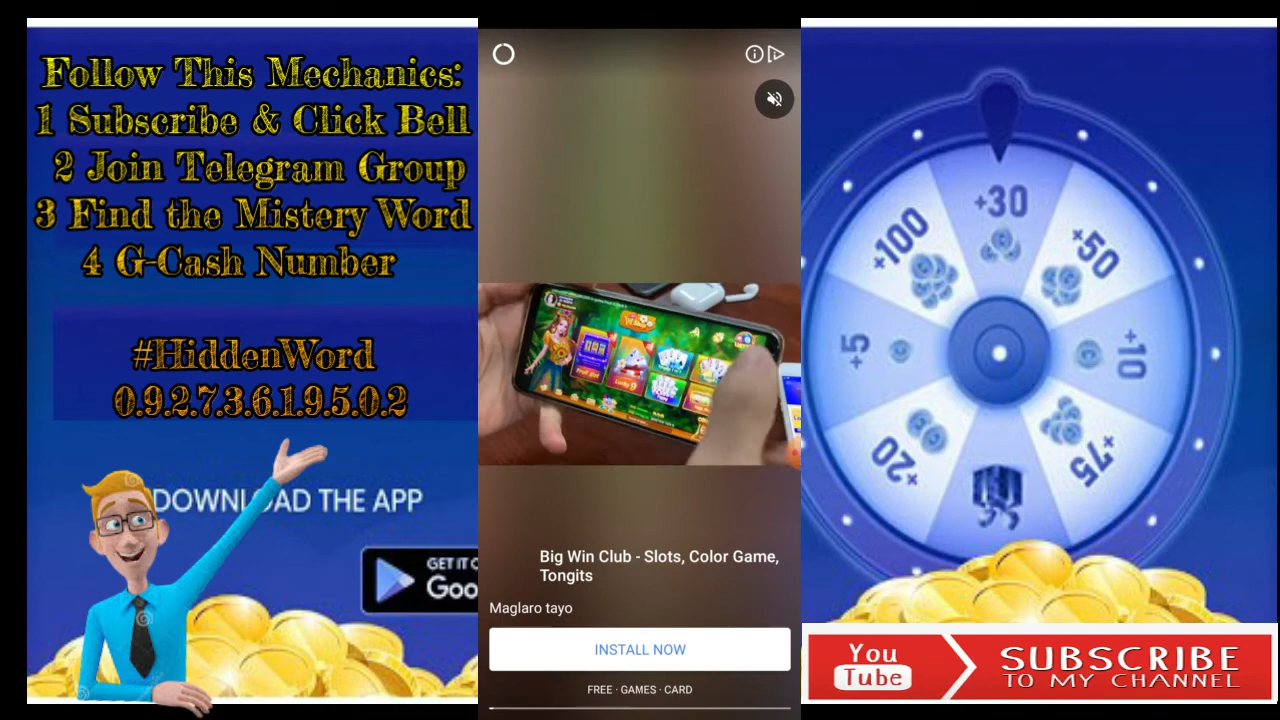 Follow This Mechanics:
1 Subscribe & Click Bell
2 Join Telegram Group
3 Find the Mistery Word
4 G-Cash Number
#HiddenWord
0.9.2.7.3.6.1.9.5.0.2
DOWNLOAD THE APP
GET IT O
Goo
Big Win Club - Slots, Color Game,
Tongits
Maglaro tayo
INSTALL NOW
FREE · GAMES · CARD
+30
+50
+10
+75
+20
+5
+100
You
Tube
SUBSCRIBE
TO MY CHANNEL